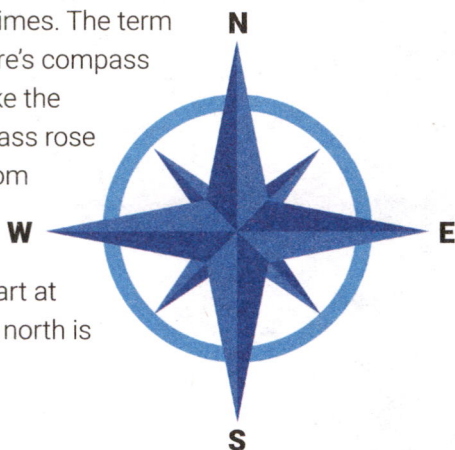 imes. The term
N
re's compass
ke the
ass rose
om
W
E
art at
north is
S